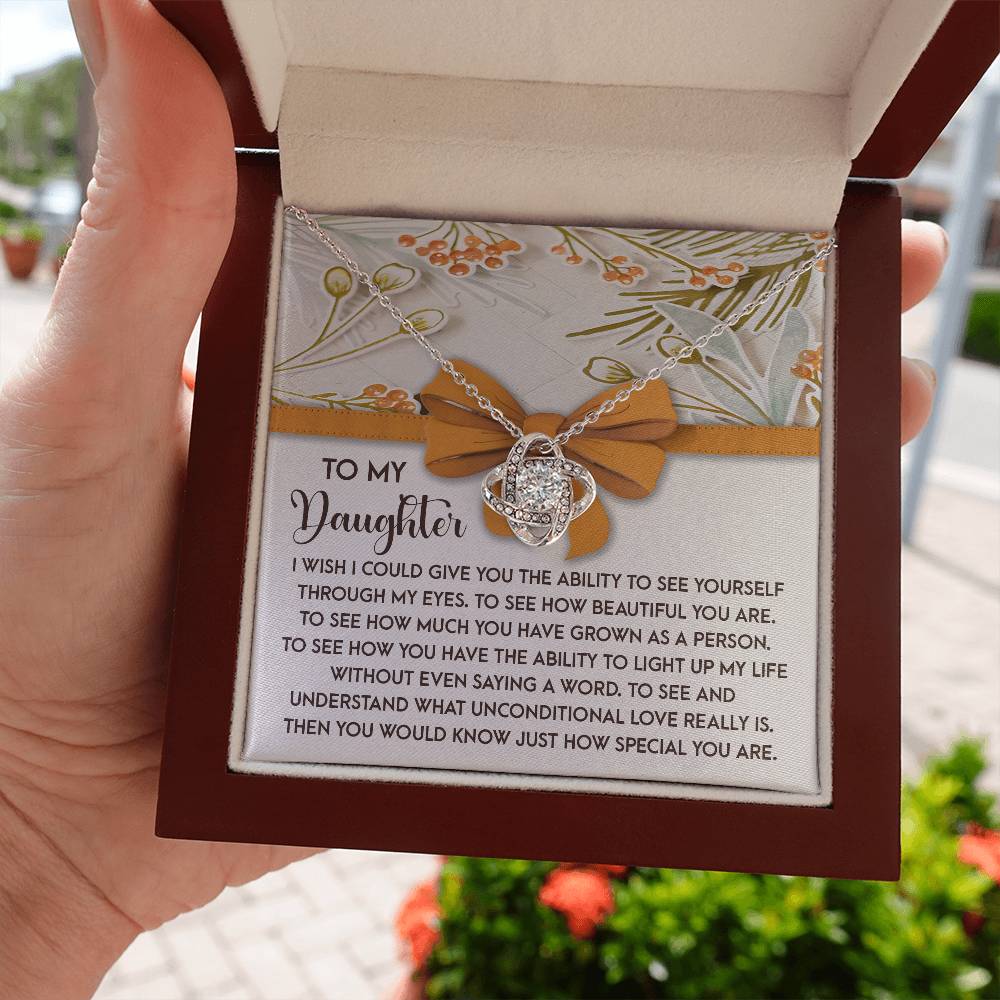 TO MY
Daughter
I WISH I COULD GIVE YOU THE ABILITY TO SEE YOURSELF
THROUGH MY EYES. TO SEE HOW BEAUTIFUL YOU ARE.
TO SEE HOW MUCH YOU HAVE GROWN AS A PERSON.
TO SEE HOW YOU HAVE THE ABILITY TO LIGHT UP MY LIFE
WITHOUT EVEN SAYING A WORD. TO SEE AND
UNDERSTAND WHAT UNCONDITIONAL LOVE REALLY IS.
THEN YOU WOULD KNOW JUST HOW SPECIAL YOU ARE.